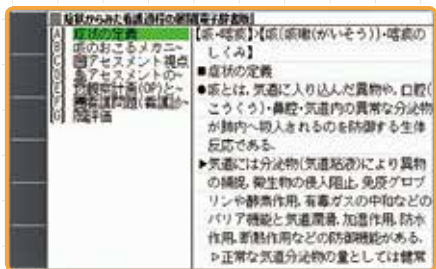 症状からみた看護過程の展開電子辞書版
A 症状の定義
B 咳のおこるメカニ~
C アセスメント視点
D アセスメントの~
E (OP)と~
F 看護問題(看護診~
G 評価
【咳・喀痰】>【咳(咳嗽(がいそう))・喀痰の
しくみ】
■症状の定義
●咳とは,気道に入り込んだ異物や,口腔(
こうくう)・鼻腔・気道内の異常な分泌物
が肺内へ吸入されるのを防御する生体
反応である.
▶気道には分泌物(気道粘液)により異物
の捕捉,微生物の侵入阻止,免疫グロブ
リンや酵素作用,有毒ガスの中和などの
バリア機能と気道潤滑,加湿作用,防水
作用,断熱作用などの防御機能がある.
▷正常な気道分泌物の量としては健常